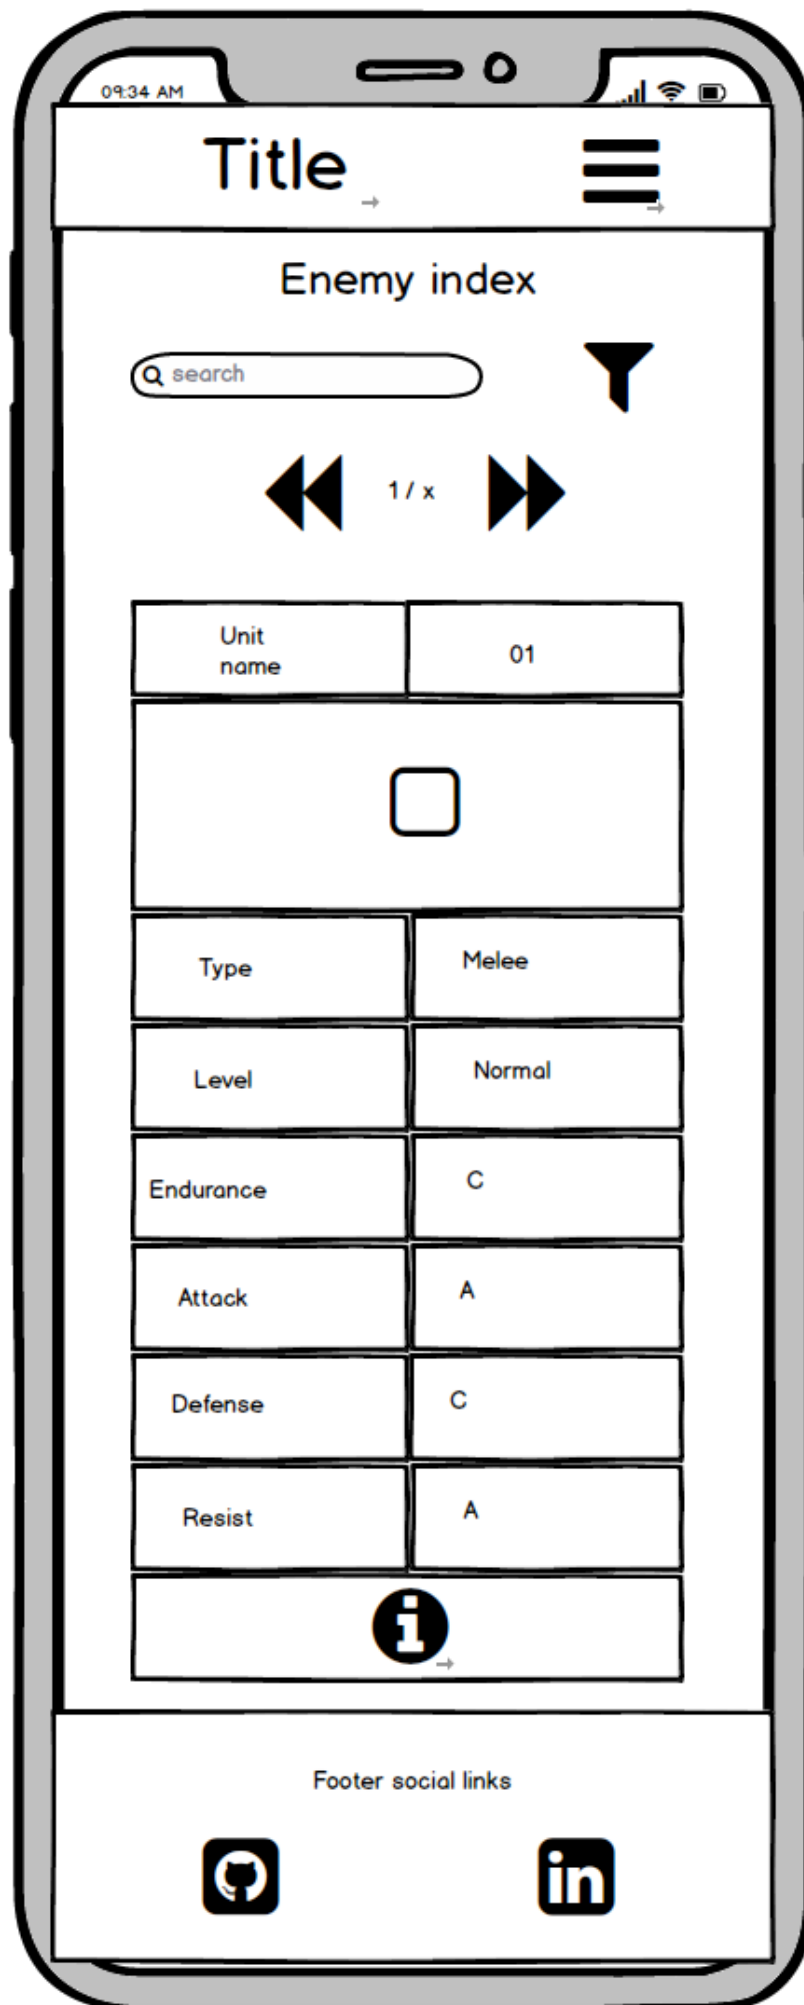 09:34 AM
Title
Enemy index
search
1 / x
Unit
name
01
Type
Melee
Level
Normal
Endurance
C
Attack
A
Defense
C
Resist
A
i
Footer social links
in